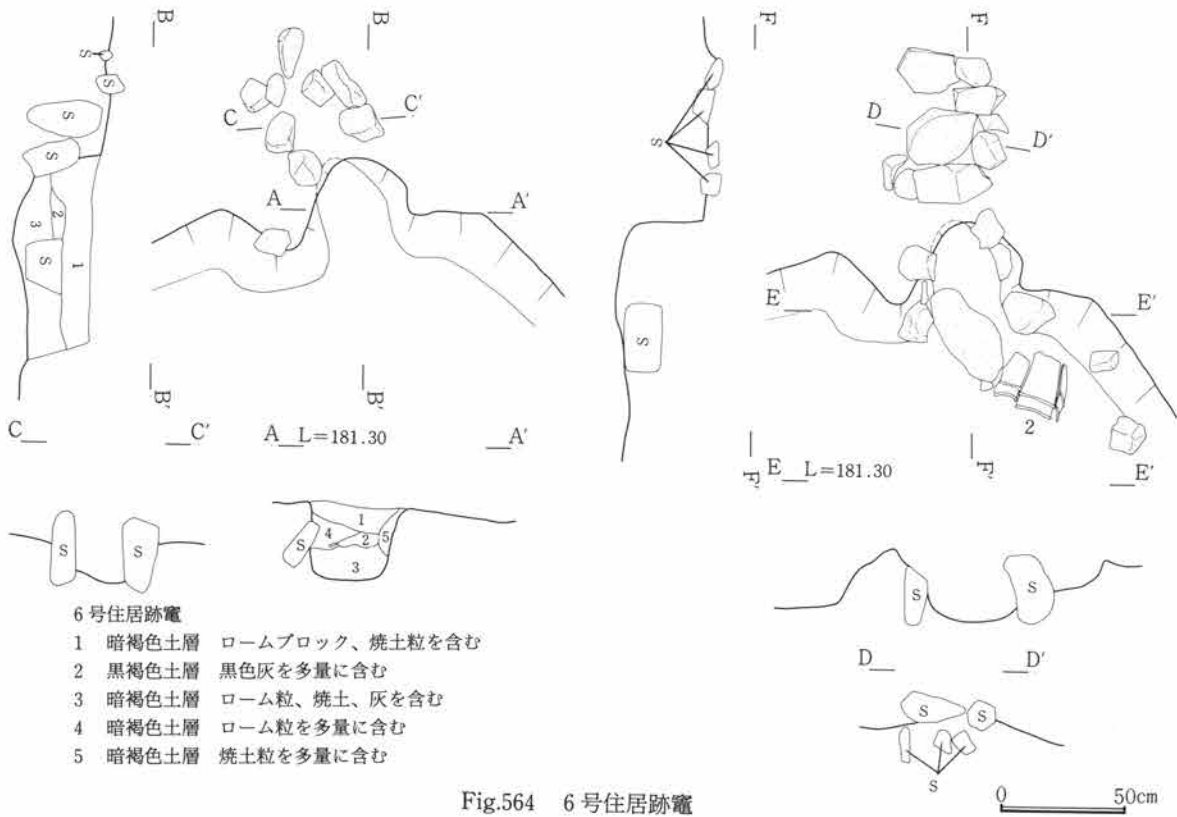 B
B
F
F
S
S
S
S
3
2
S
1
C
C'
A
A'
S
D
D'
E
E'
S
2
B'
B'
F'
F'
C
C'
A
L=181.30
A'
E
L=181.30
E'
S
S
1
4
2
5
S
3
S
S
D
D'
S
S
S
6号住居跡竈
1 暗褐色土層 ロームブロック、焼土粒を含む
2 黒褐色土層 黒色灰を多量に含む
3 暗褐色土層 ローム粒、焼土、灰を含む
4 暗褐色土層 ローム粒を多量に含む
5 暗褐色土層 焼土粒を多量に含む
0 50cm
Fig.564 6号住居跡竈